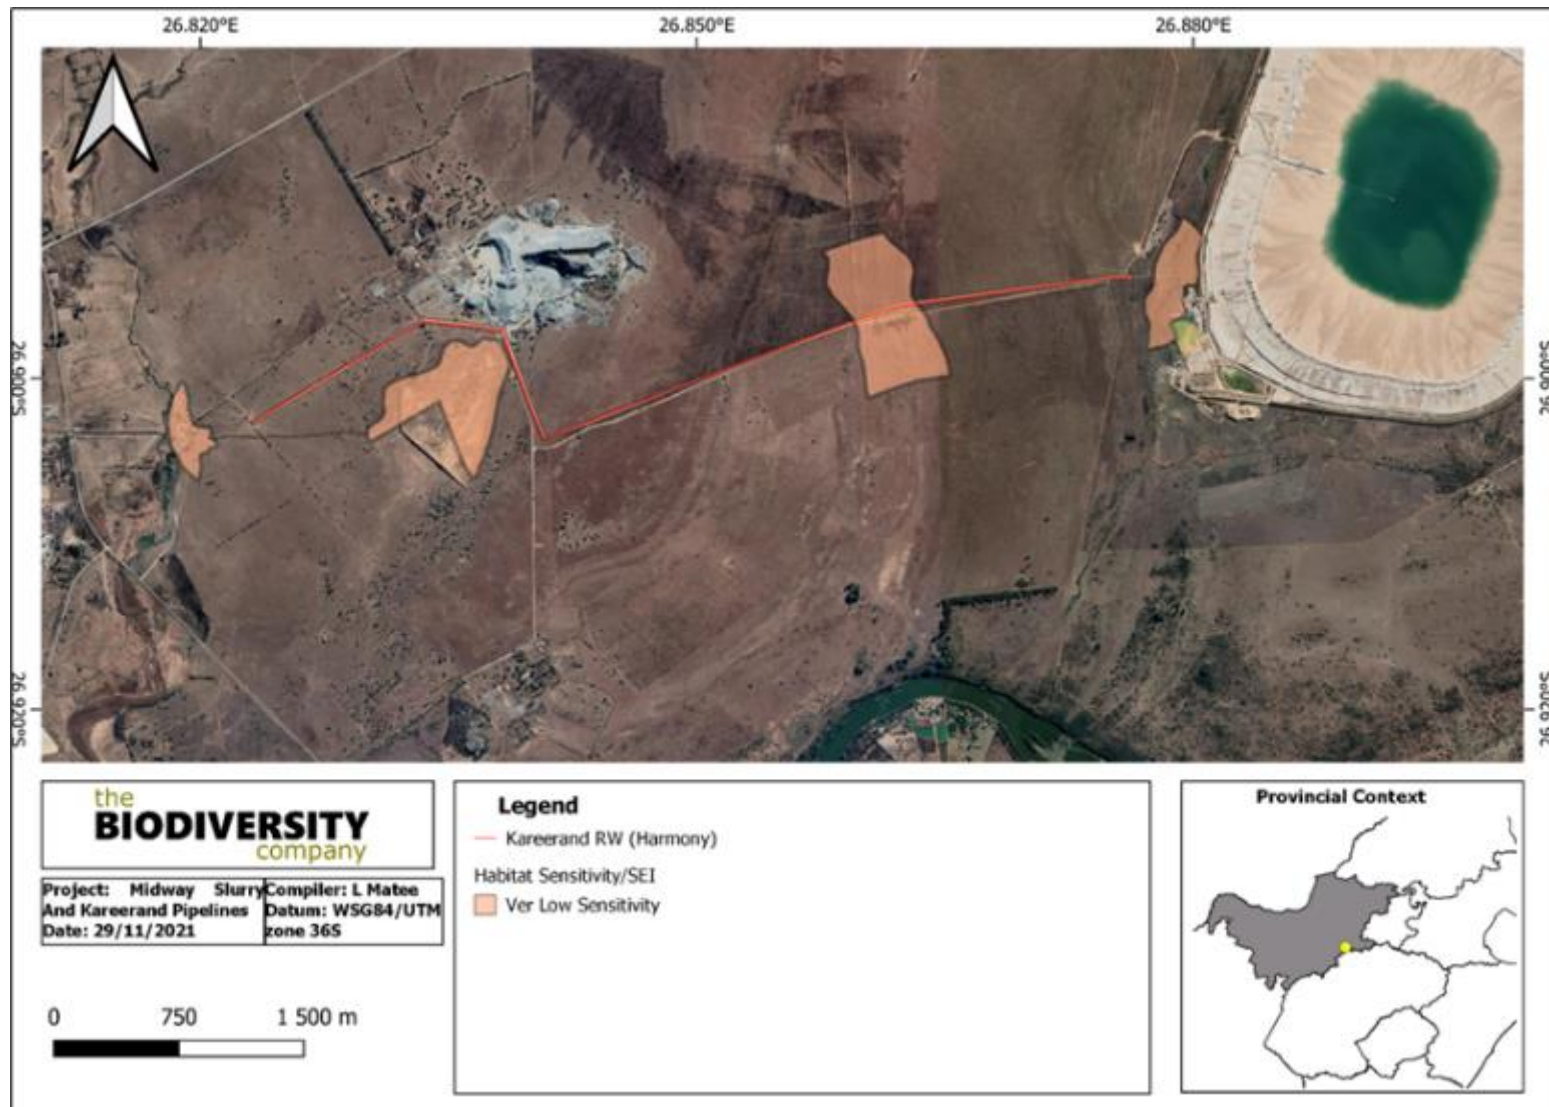 26.820°E 26.850°E 26.880°E
26.900°S 26.900°S
26.920°S 26.920°S
the
BIODIVERSITY
company
Project: Midway Slurry
And Kareerand Pipelines
Date: 29/11/2021
Compiler: L Matee
Datum: WSG84/UTM
zone 36S
0 750 1 500 m
Legend
Kareerand RW (Harmony)
Habitat Sensitivity/SEI
Ver Low Sensitivity
Provincial Context